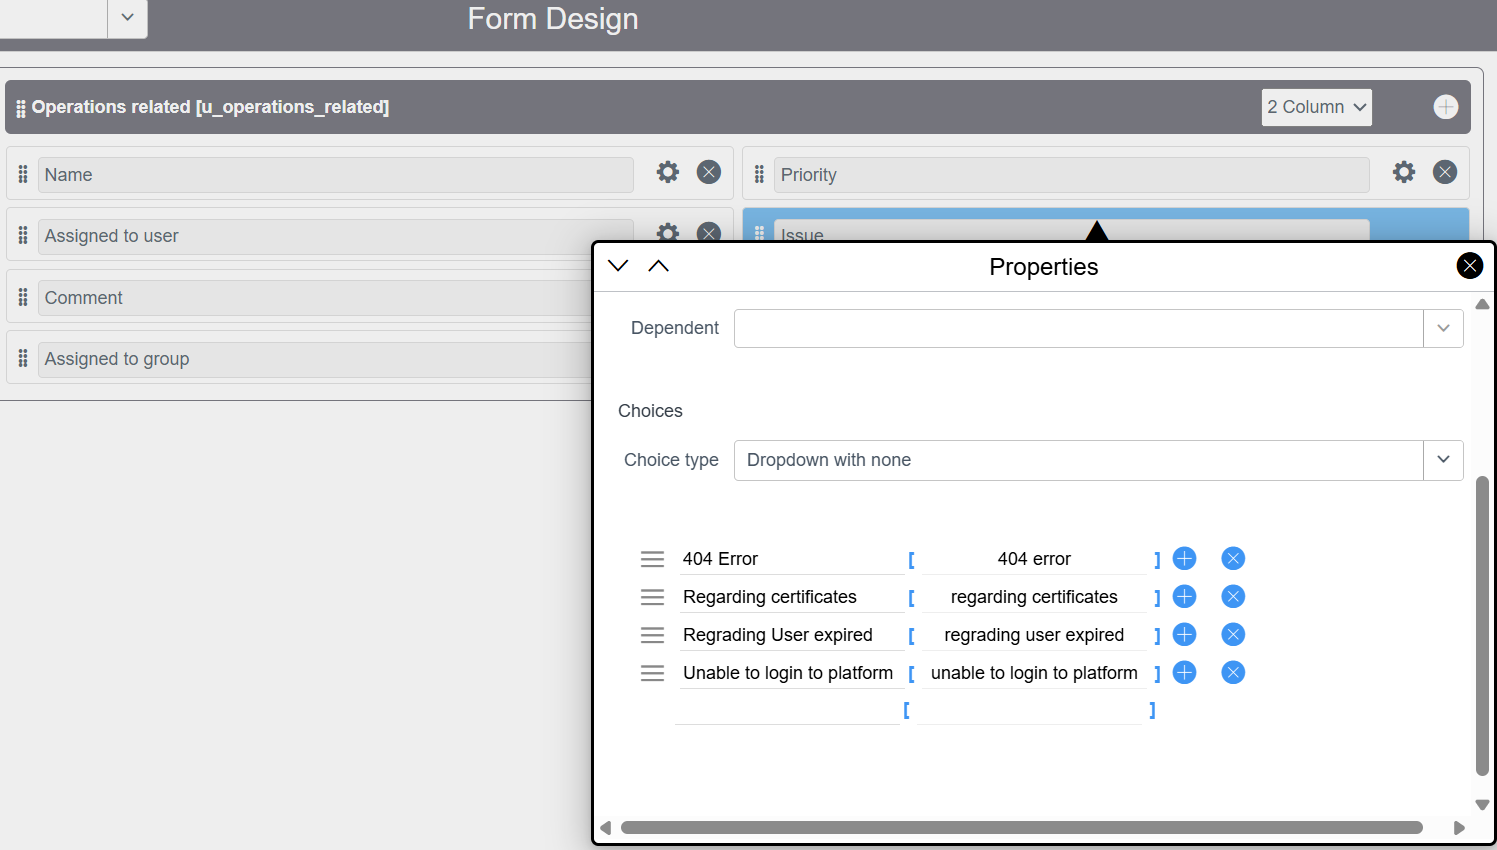 Form Design
Operations related [u_operations_related]
2 Column
Name
Priority
Assigned to user
Issue
Comment
Assigned to group
Properties
Dependent
Choices
Choice type
Dropdown with none
404 Error [ 404 error ]
Regarding certificates [ regarding certificates ]
Regrading User expired [ regrading user expired ]
Unable to login to platform [ unable to login to platform ]
[ ]